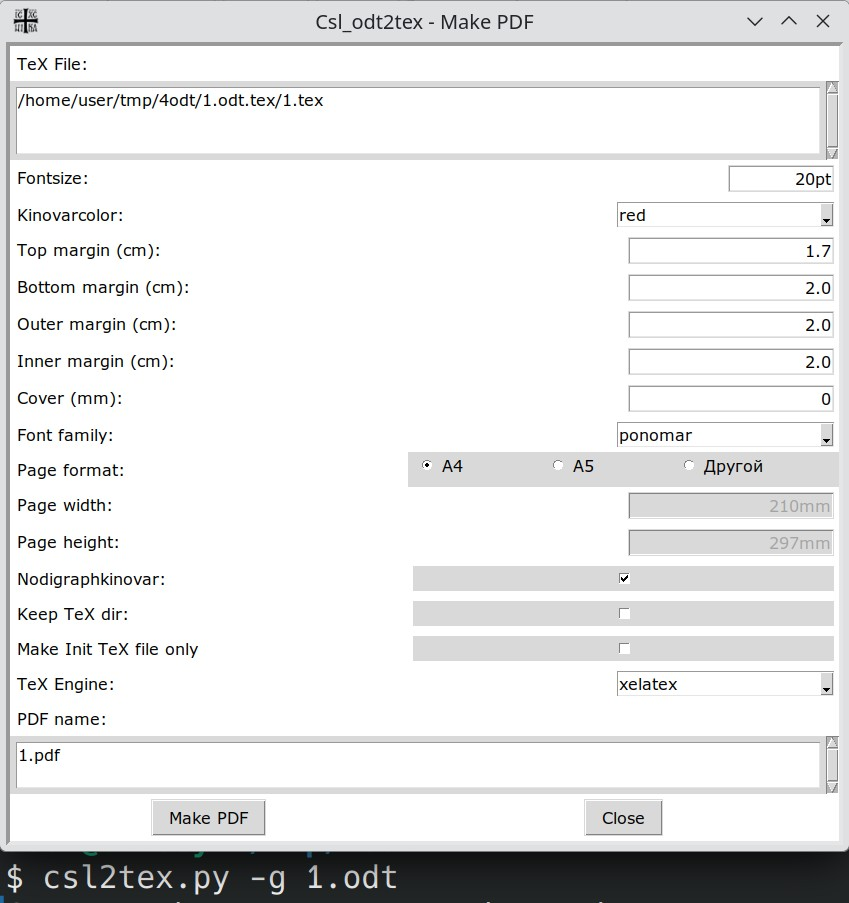 Csl_odt2tex - Make PDF
TeX File:
/home/user/tmp/4odt/1.odt.tex/1.tex
Fontsize: 20pt
Kinovarcolor: red
Top margin (cm): 1.7
Bottom margin (cm): 2.0
Outer margin (cm): 2.0
Inner margin (cm): 2.0
Cover (mm): 0
Font family: ponomar
Page format: A4 A5 Другой
Page width: 210mm
Page height: 297mm
Nodigraphkinovar:
Keep TeX dir:
Make Init TeX file only
TeX Engine: xelatex
PDF name:
1.pdf
Make PDF Close
$ csl2tex.py -g 1.odt